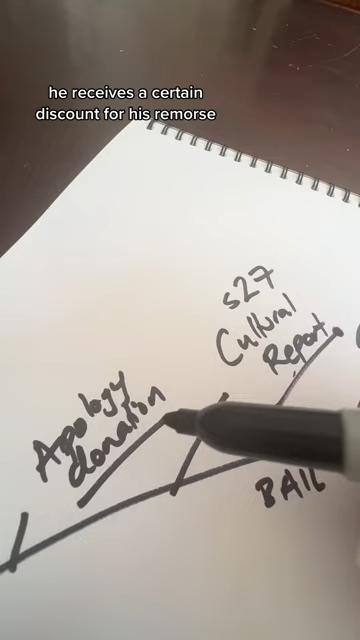 he receives a certain
discount for his remorse
s27
Cultural
Report
Apology
donation
BAIL